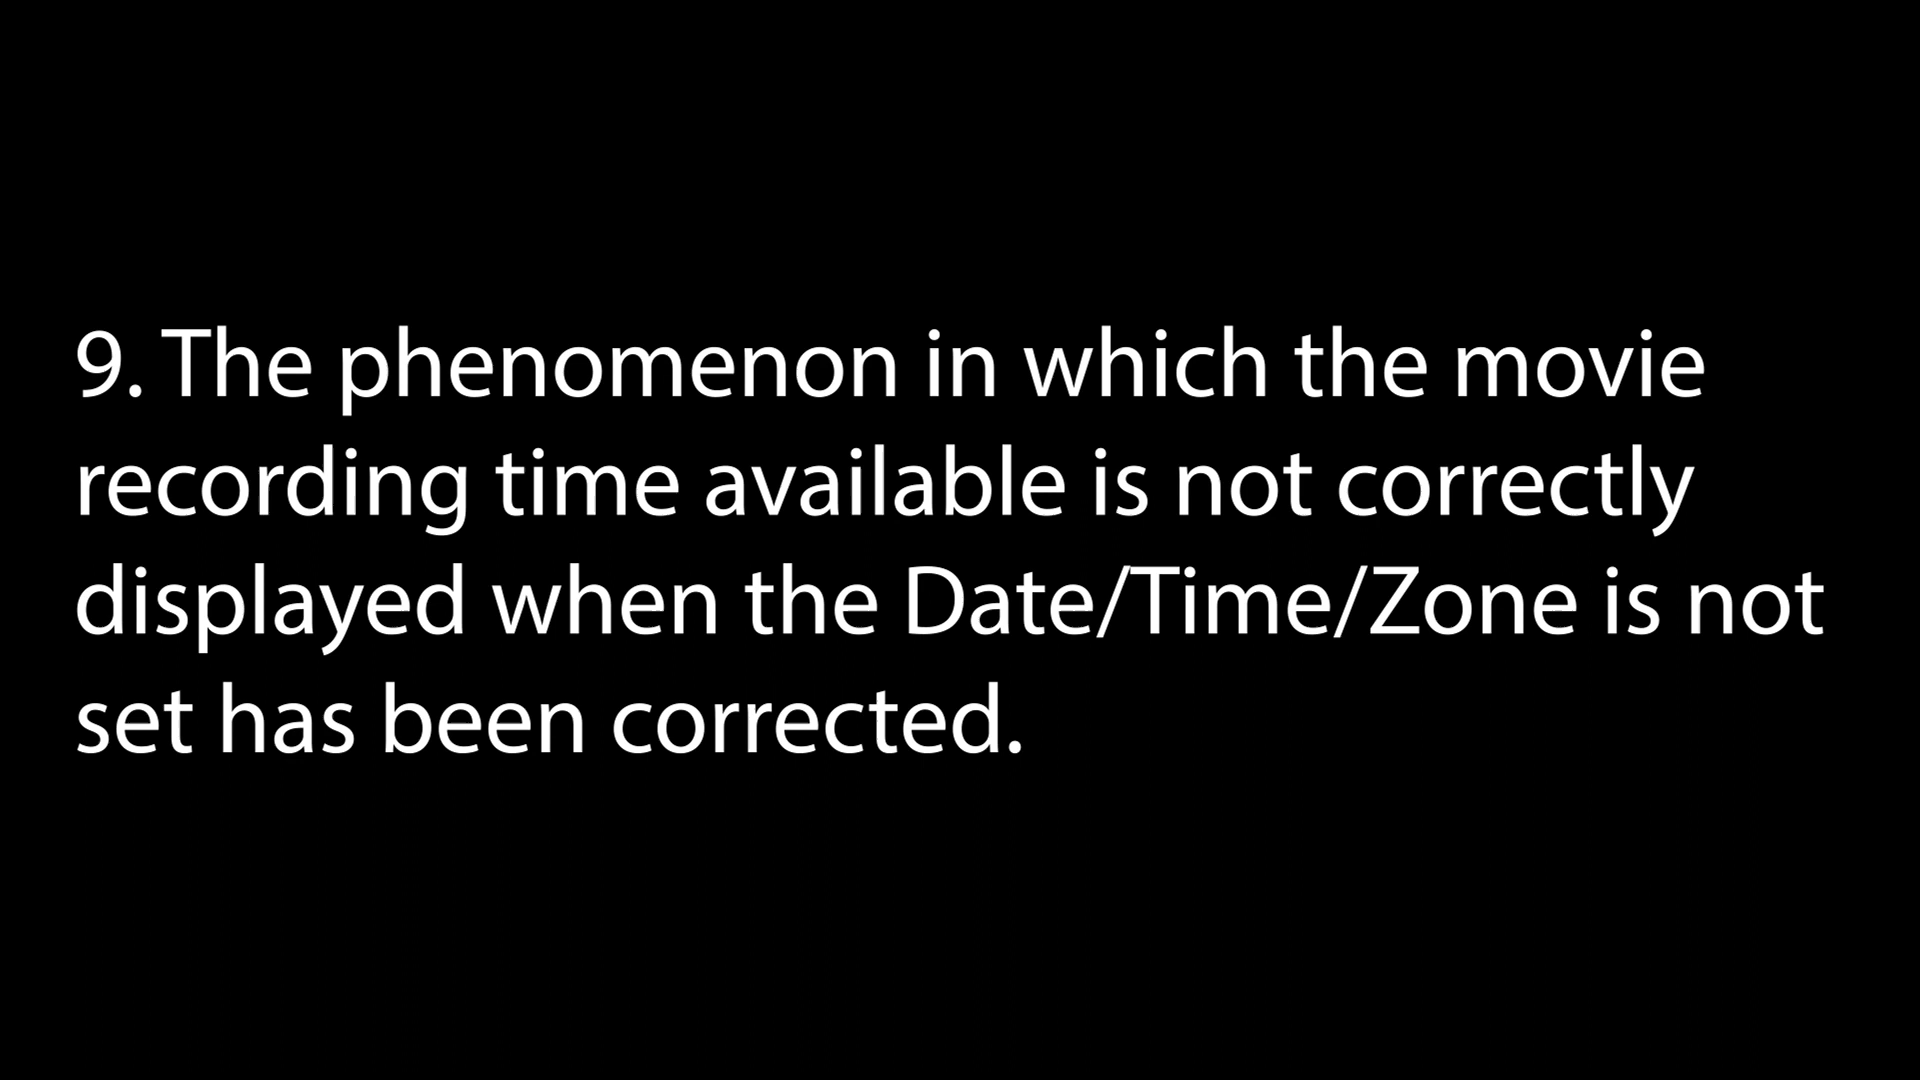 9. The phenomenon in which the movie
recording time available is not correctly
displayed when the Date/Time/Zone is not
set has been corrected.